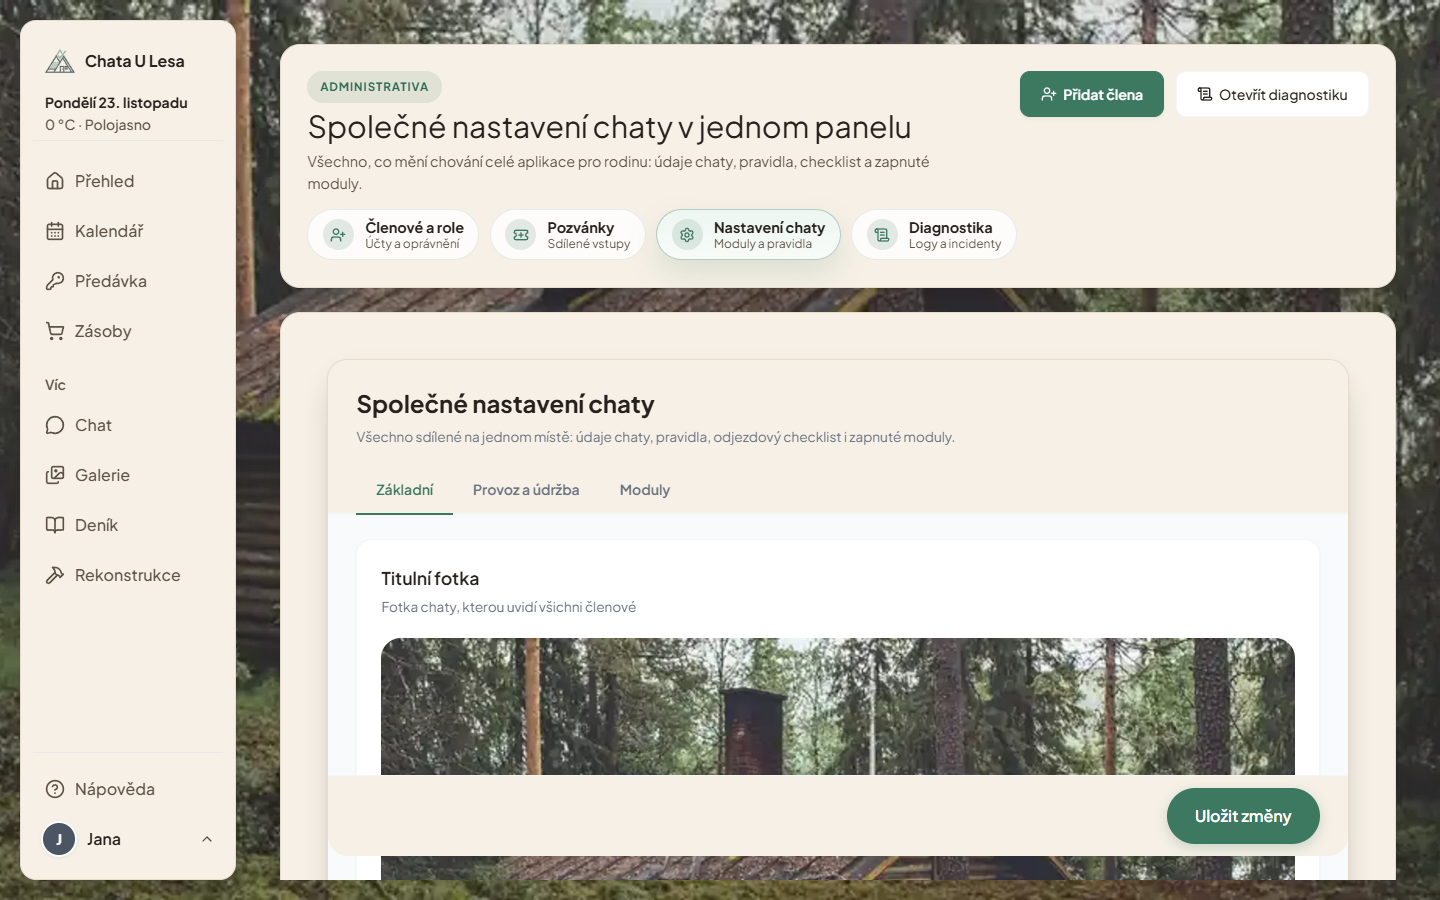 Chata U Lesa
Pondělí 23. listopadu
0 °C · Polojasno
Přehled
Kalendář
Předávka
Zásoby
Víc
Chat
Galerie
Deník
Rekonstrukce
Nápověda
J
Jana
ADMINISTRATIVA
Společné nastavení chaty v jednom panelu
Všechno, co mění chování celé aplikace pro rodinu: údaje chaty, pravidla, checklist a zapnuté
moduly.
Přidat člena
Otevřít diagnostiku
Členové a role
Účty a oprávnění
Pozvánky
Sdílené vstupy
Nastavení chaty
Moduly a pravidla
Diagnostika
Logy a incidenty
Společné nastavení chaty
Všechno sdílené na jednom místě: údaje chaty, pravidla, odjezdový checklist i zapnuté moduly.
Základní
Provoz a údržba
Moduly
Titulní fotka
Fotka chaty, kterou uvidí všichni členové
Uložit změny